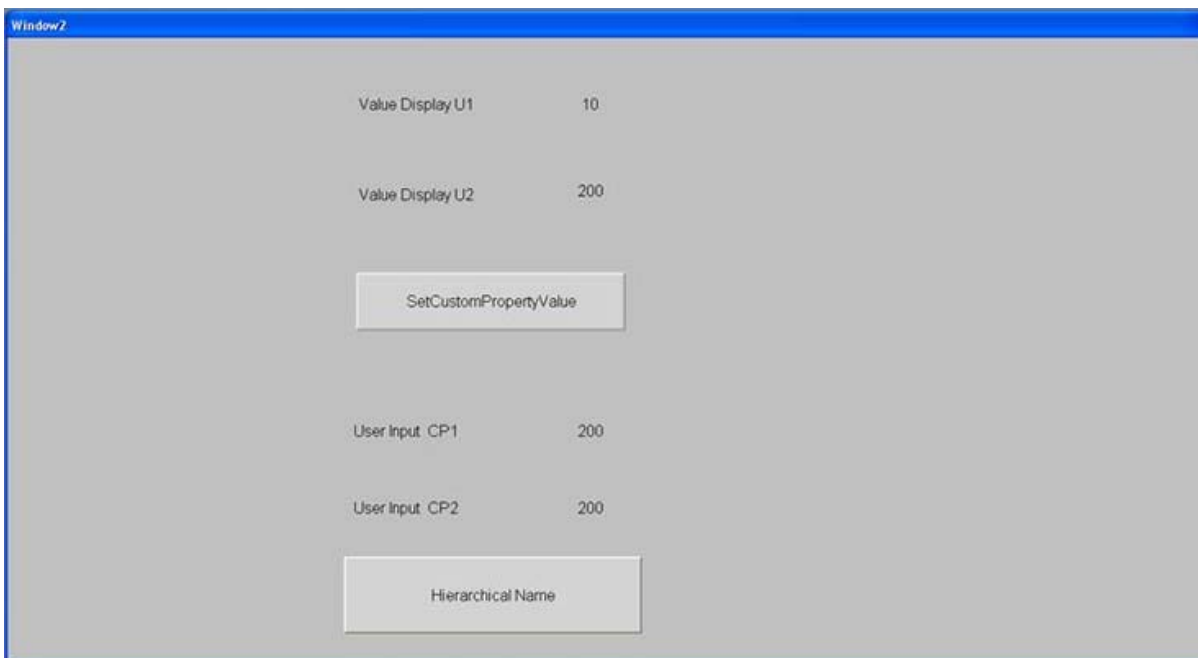 Window2
Value Display U1 10
Value Display U2 200
SetCustomPropertyValue
User Input CP1 200
User Input CP2 200
Hierarchical Name